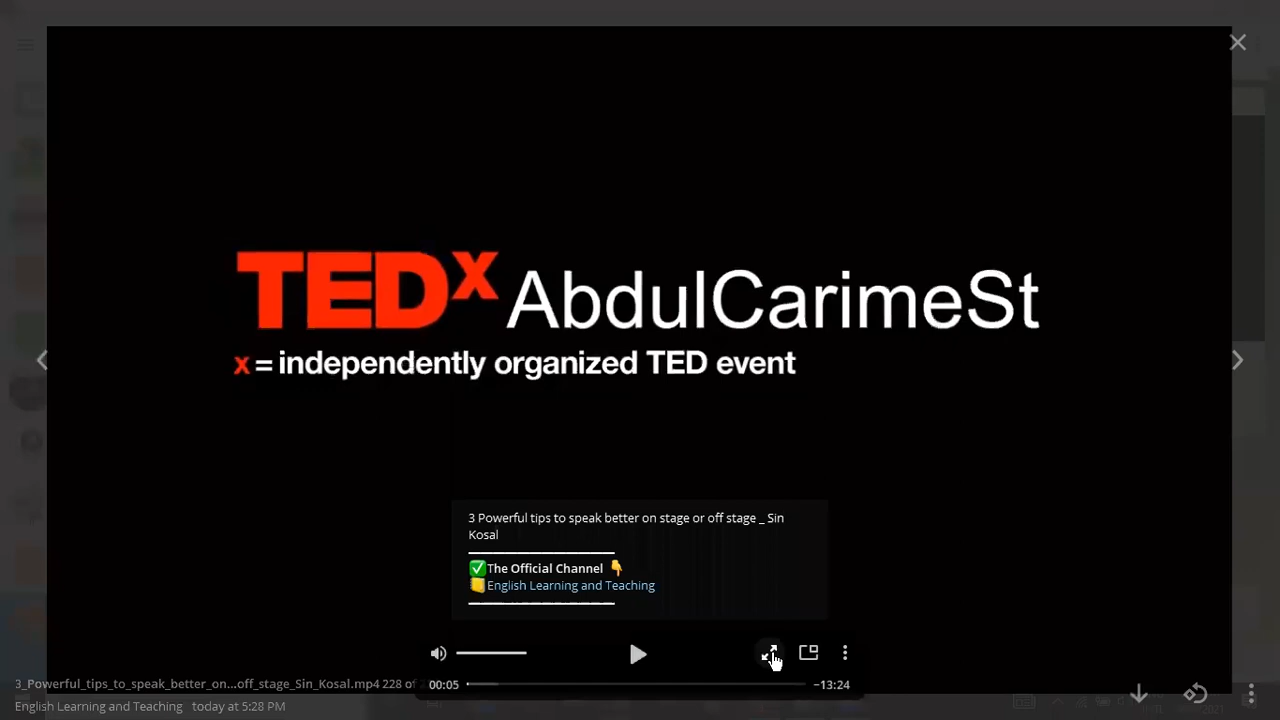 TEDx AbdulCarimeSt
x = independently organized TED event
3 Powerful tips to speak better on stage or off stage _ Sin
Kosal
✅The Official Channel 👇
📒English Learning and Teaching
00:05
−13:24
3_Powerful_tips_to_speak_better_on...off_stage_Sin_Kosal.mp4 228 of
English Learning and Teaching today at 5:28 PM